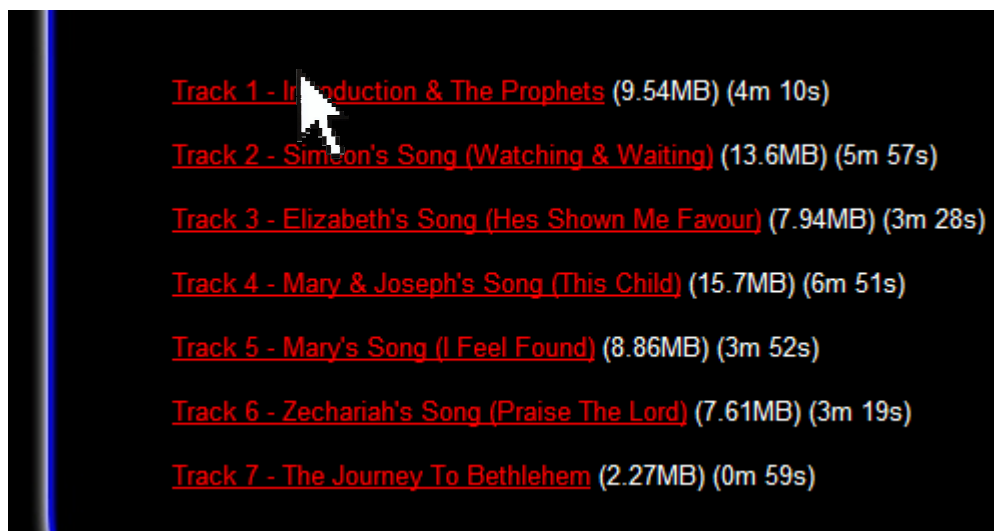 Track 1 - Introduction & The Prophets (9.54MB) (4m 10s)
Track 2 - Simeon's Song (Watching & Waiting) (13.6MB) (5m 57s)
Track 3 - Elizabeth's Song (Hes Shown Me Favour) (7.94MB) (3m 28s)
Track 4 - Mary & Joseph's Song (This Child) (15.7MB) (6m 51s)
Track 5 - Mary's Song (I Feel Found) (8.86MB) (3m 52s)
Track 6 - Zechariah's Song (Praise The Lord) (7.61MB) (3m 19s)
Track 7 - The Journey To Bethlehem (2.27MB) (0m 59s)